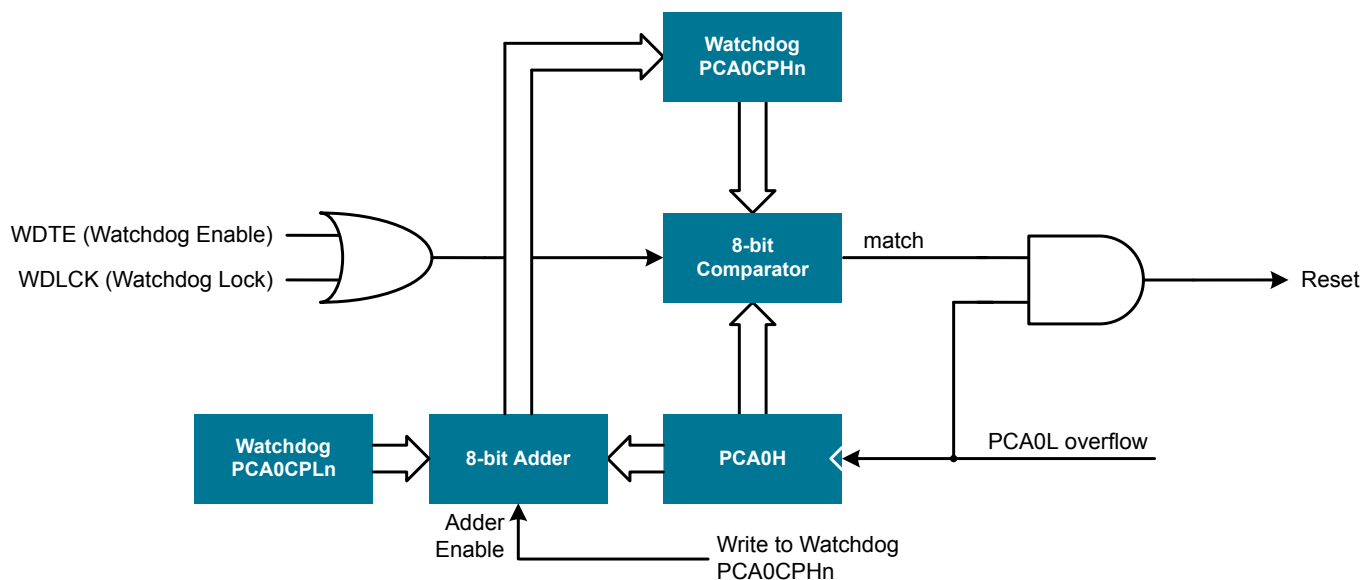 Watchdog
PCA0CPHn
WDTE (Watchdog Enable)
WDLCK (Watchdog Lock)
8-bit
Comparator
match
Reset
Watchdog
PCA0CPLn
8-bit Adder
PCA0H
PCA0L overflow
Adder
Enable
Write to Watchdog
PCA0CPHn